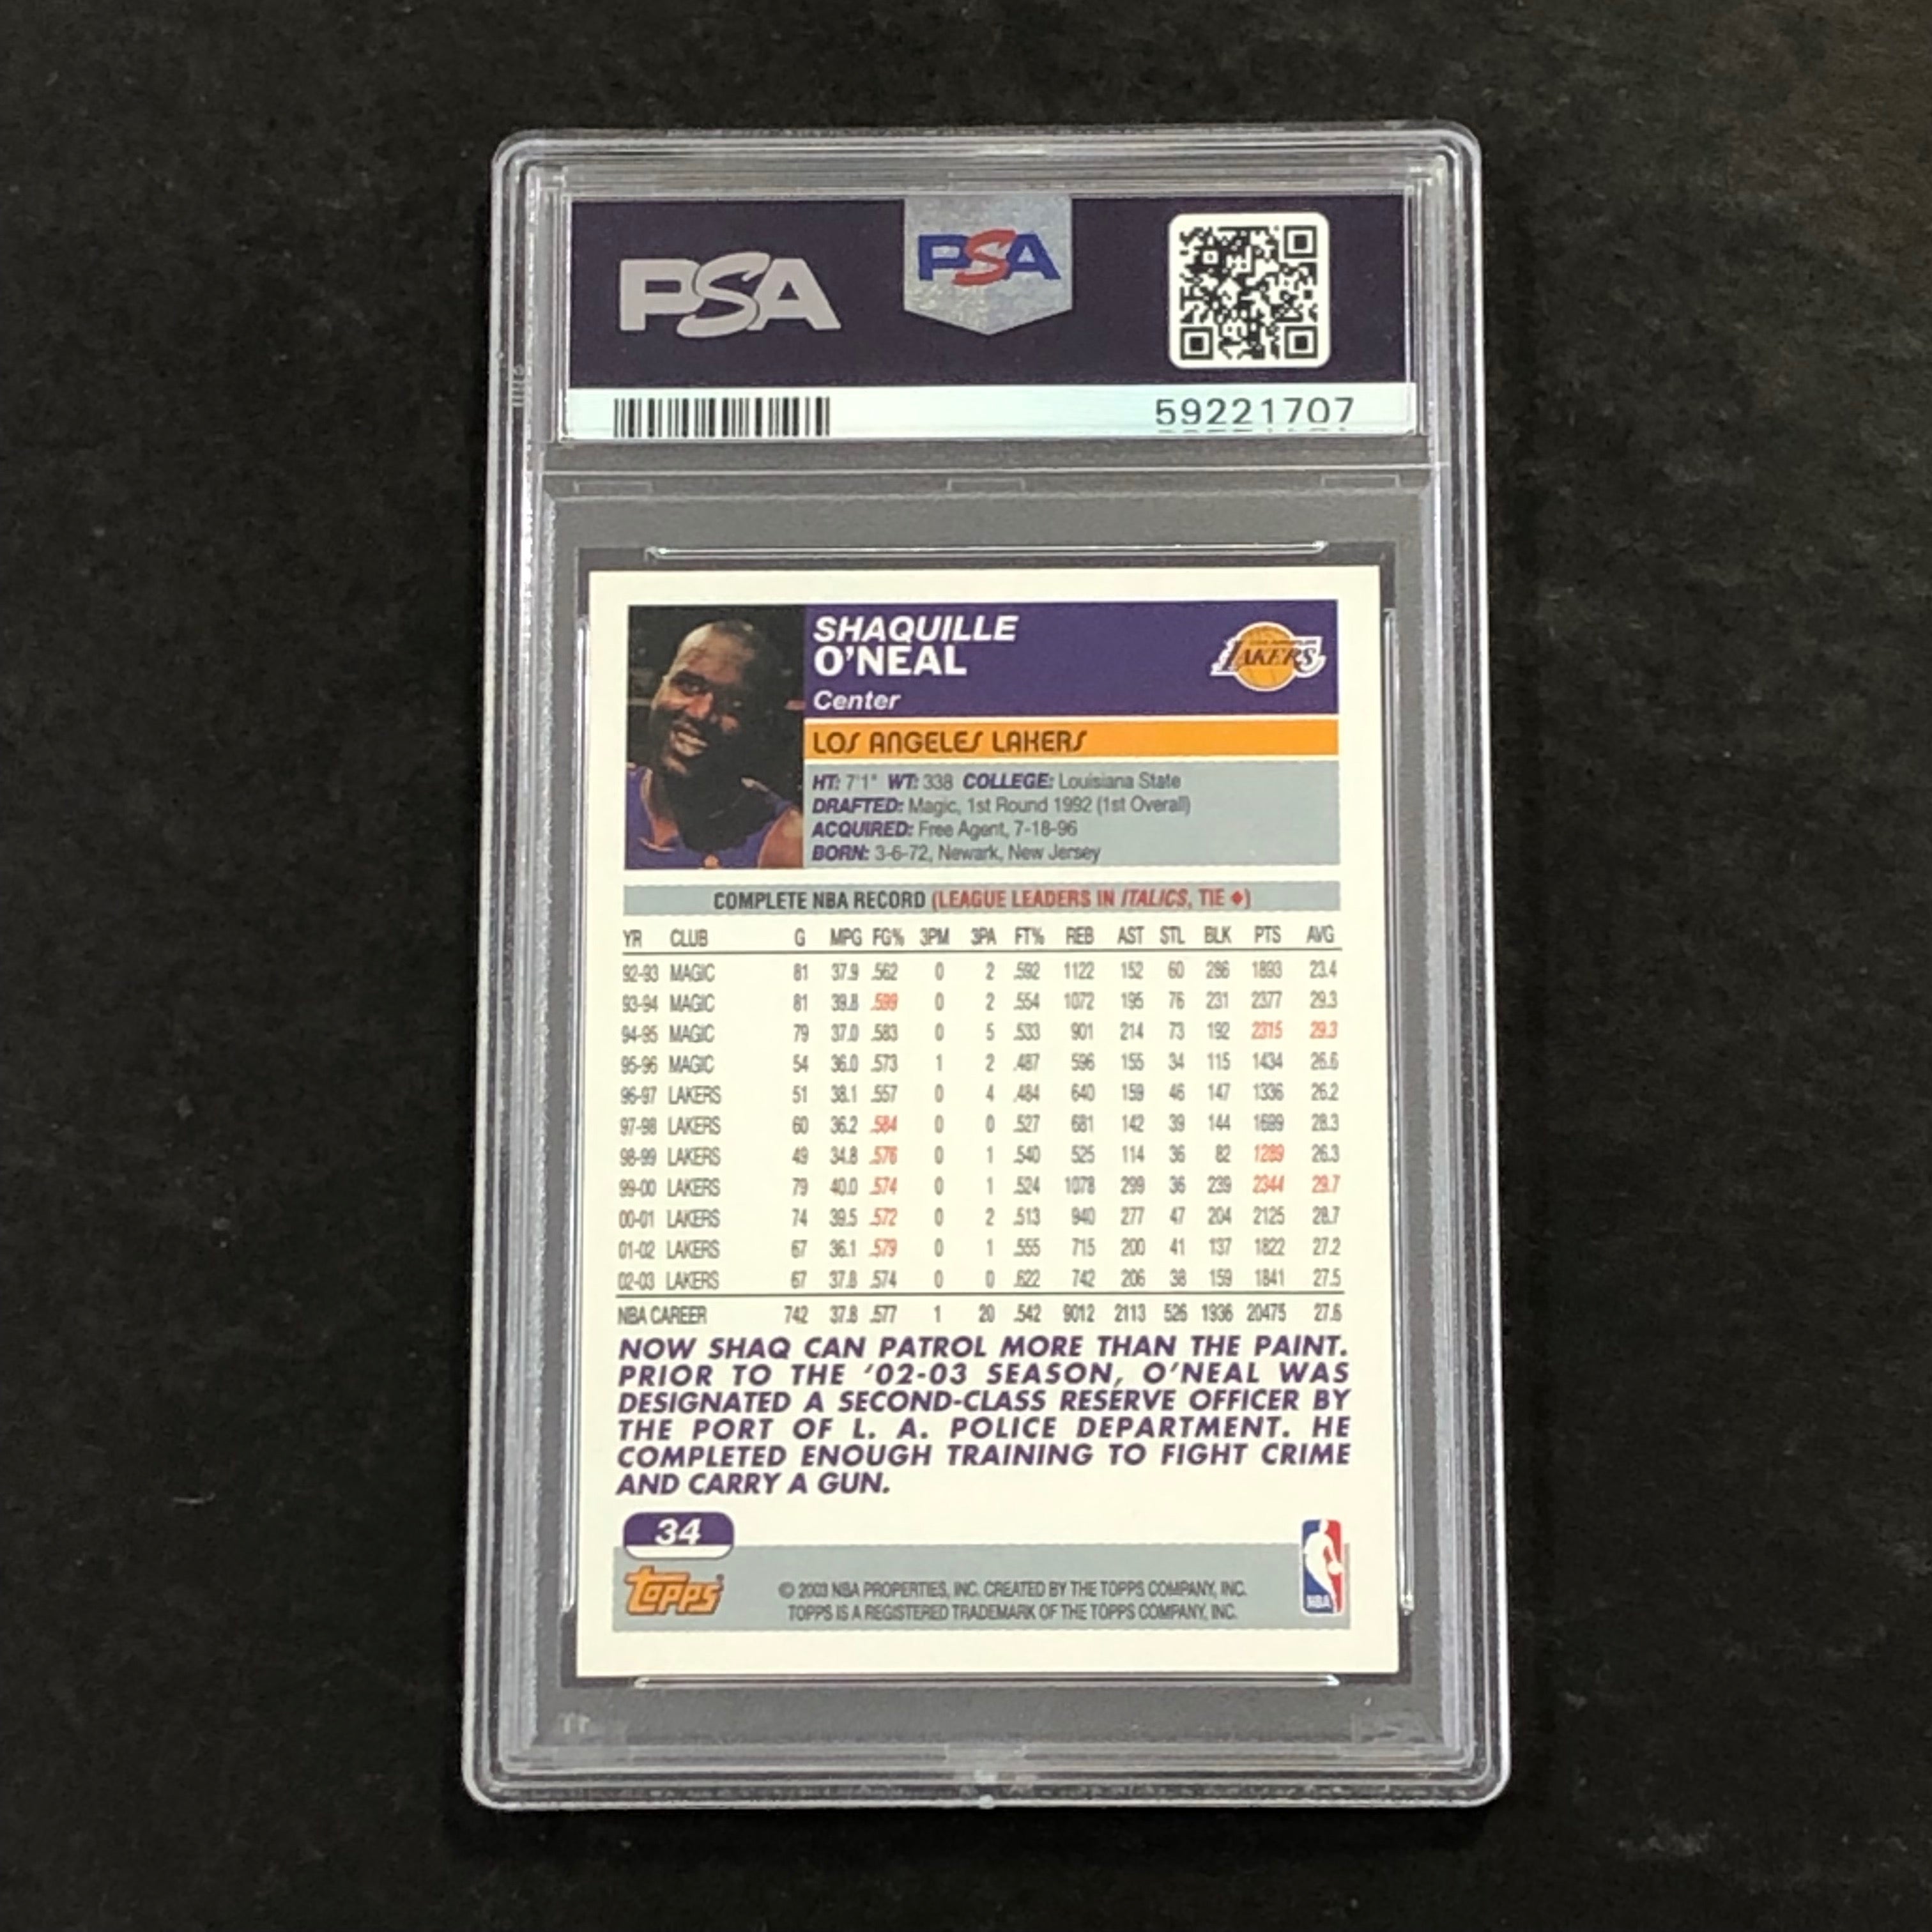 PSA PSA
59221707
SHAQUILLE
O'NEAL
LAKERS
Center
LOS ANGELES LAKERS
HT: 7'1" WT: 338 COLLEGE: Louisiana State
DRAFTED: Magic, 1st Round 1992 (1st Overall)
ACQUIRED: Free Agent, 7-18-96
BORN: 3-6-72, Newark, New Jersey
COMPLETE NBA RECORD (LEAGUE LEADERS IN ITALICS, TIE ◆)
YR CLUB G MPG FG% 3PM 3PA FT% REB AST STL BLK PTS AVG
92-93 MAGIC 81 37.9 .562 0 2 .592 1122 152 60 286 1893 23.4
93-94 MAGIC 81 39.8 .599 0 2 .554 1072 195 76 231 2377 29.3
94-95 MAGIC 79 37.0 .583 0 5 .533 901 214 73 192 2315 29.3
95-96 MAGIC 54 36.0 .573 1 2 .487 596 155 34 115 1434 26.6
96-97 LAKERS 51 38.1 .557 0 4 .484 640 159 46 147 1336 26.2
97-98 LAKERS 60 36.2 .584 0 0 .527 681 142 39 144 1699 28.3
98-99 LAKERS 49 34.8 .576 0 1 .540 525 114 36 82 1289 26.3
99-00 LAKERS 79 40.0 .574 0 1 .524 1078 299 36 239 2344 29.7
00-01 LAKERS 74 39.5 .572 0 2 .513 940 277 47 204 2125 28.7
01-02 LAKERS 67 36.1 .579 0 1 .555 715 200 41 137 1822 27.2
02-03 LAKERS 67 37.8 .574 0 0 .622 742 206 38 159 1841 27.5
NBA CAREER 742 37.8 .577 1 20 .542 9012 2113 526 1936 20475 27.6
NOW SHAQ CAN PATROL MORE THAN THE PAINT.
PRIOR TO THE '02-03 SEASON, O'NEAL WAS
DESIGNATED A SECOND-CLASS RESERVE OFFICER BY
THE PORT OF L. A. POLICE DEPARTMENT. HE
COMPLETED ENOUGH TRAINING TO FIGHT CRIME
AND CARRY A GUN.
34
topps
© 2003 NBA PROPERTIES, INC. CREATED BY THE TOPPS COMPANY, INC.
TOPPS IS A REGISTERED TRADEMARK OF THE TOPPS COMPANY, INC.
NBA